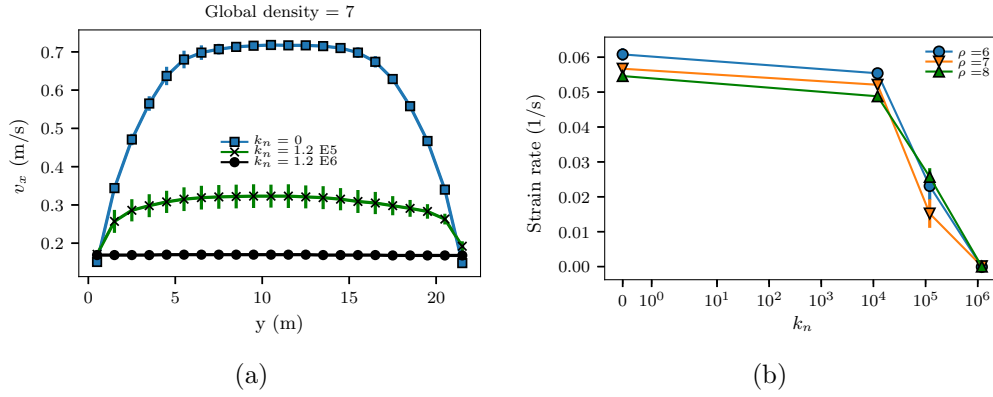 Global density = 7
0.7
0.6
0.5
0.4
0.3
0.2
v_x (m/s)
k_n = 0
k_n = 1.2 E5
k_n = 1.2 E6
0 5 10 15 20
y (m)
(a)
0.06
0.05
0.04
0.03
0.02
0.01
0.00
Strain rate (1/s)
ρ =6
ρ =7
ρ =8
0 10^0 10^1 10^2 10^3 10^4 10^5 10^6
k_n
(b)